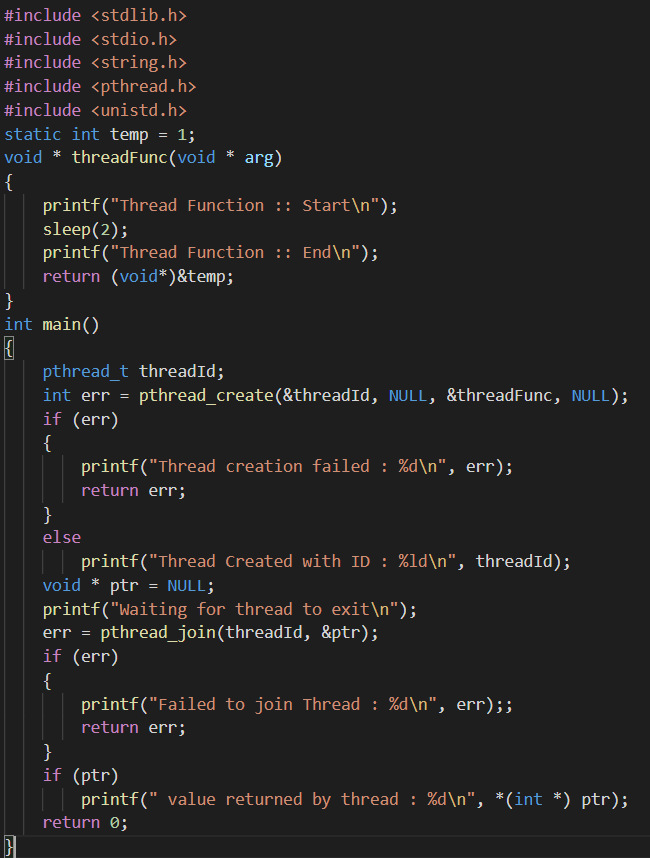 #include <stdlib.h>
#include <stdio.h>
#include <string.h>
#include <pthread.h>
#include <unistd.h>
static int temp = 1;
void * threadFunc(void * arg)
{
    printf("Thread Function :: Start\n");
    sleep(2);
    printf("Thread Function :: End\n");
    return (void*)&temp;
}
int main()
{
    pthread_t threadId;
    int err = pthread_create(&threadId, NULL, &threadFunc, NULL);
    if (err)
    {
        printf("Thread creation failed : %d\n", err);
        return err;
    }
    else
        printf("Thread Created with ID : %ld\n", threadId);
    void * ptr = NULL;
    printf("Waiting for thread to exit\n");
    err = pthread_join(threadId, &ptr);
    if (err)
    {
        printf("Failed to join Thread : %d\n", err);;
        return err;
    }
    if (ptr)
        printf(" value returned by thread : %d\n", *(int *) ptr);
    return 0;
}